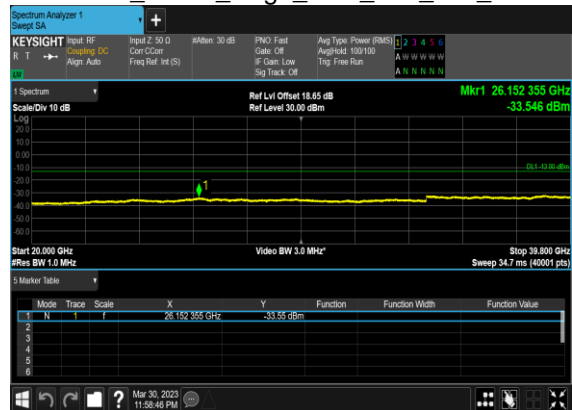 Spectrum Analyzer 1
Swept SA
+
KEYSIGHT Input: RF Input Z: 50 Ω #Atten: 30 dB PNO: Fast Avg Type: Power (RMS) 1 2 3 4 5 6
R T Coupling: DC Corr CCorr Gate: Off Avg|Hold: 100/100 A W W W W W
Align: Auto Freq Ref: Int (S) IF Gain: Low Trig: Free Run
Sig Track: Off A N N N N N
1 Spectrum Ref Lvl Offset 18.65 dB Mkr1 26.152 355 GHz
Scale/Div 10 dB Ref Level 30.00 dBm -33.546 dBm
Log
20.0
10.0
0.00
-10.0
DL1 -13.00 dBm
-20.0
1
-30.0
-40.0
-50.0
-60.0
Start 20.000 GHz Video BW 3.0 MHz* Stop 39.800 GHz
#Res BW 1.0 MHz Sweep 34.7 ms (40001 pts)
5 Marker Table
Mode Trace Scale X Y Function Function Width Function Value
1 N 1 f 26.152 355 GHz -33.55 dBm
2
3
4
5
6
? Mar 30, 2023
11:58:46 PM